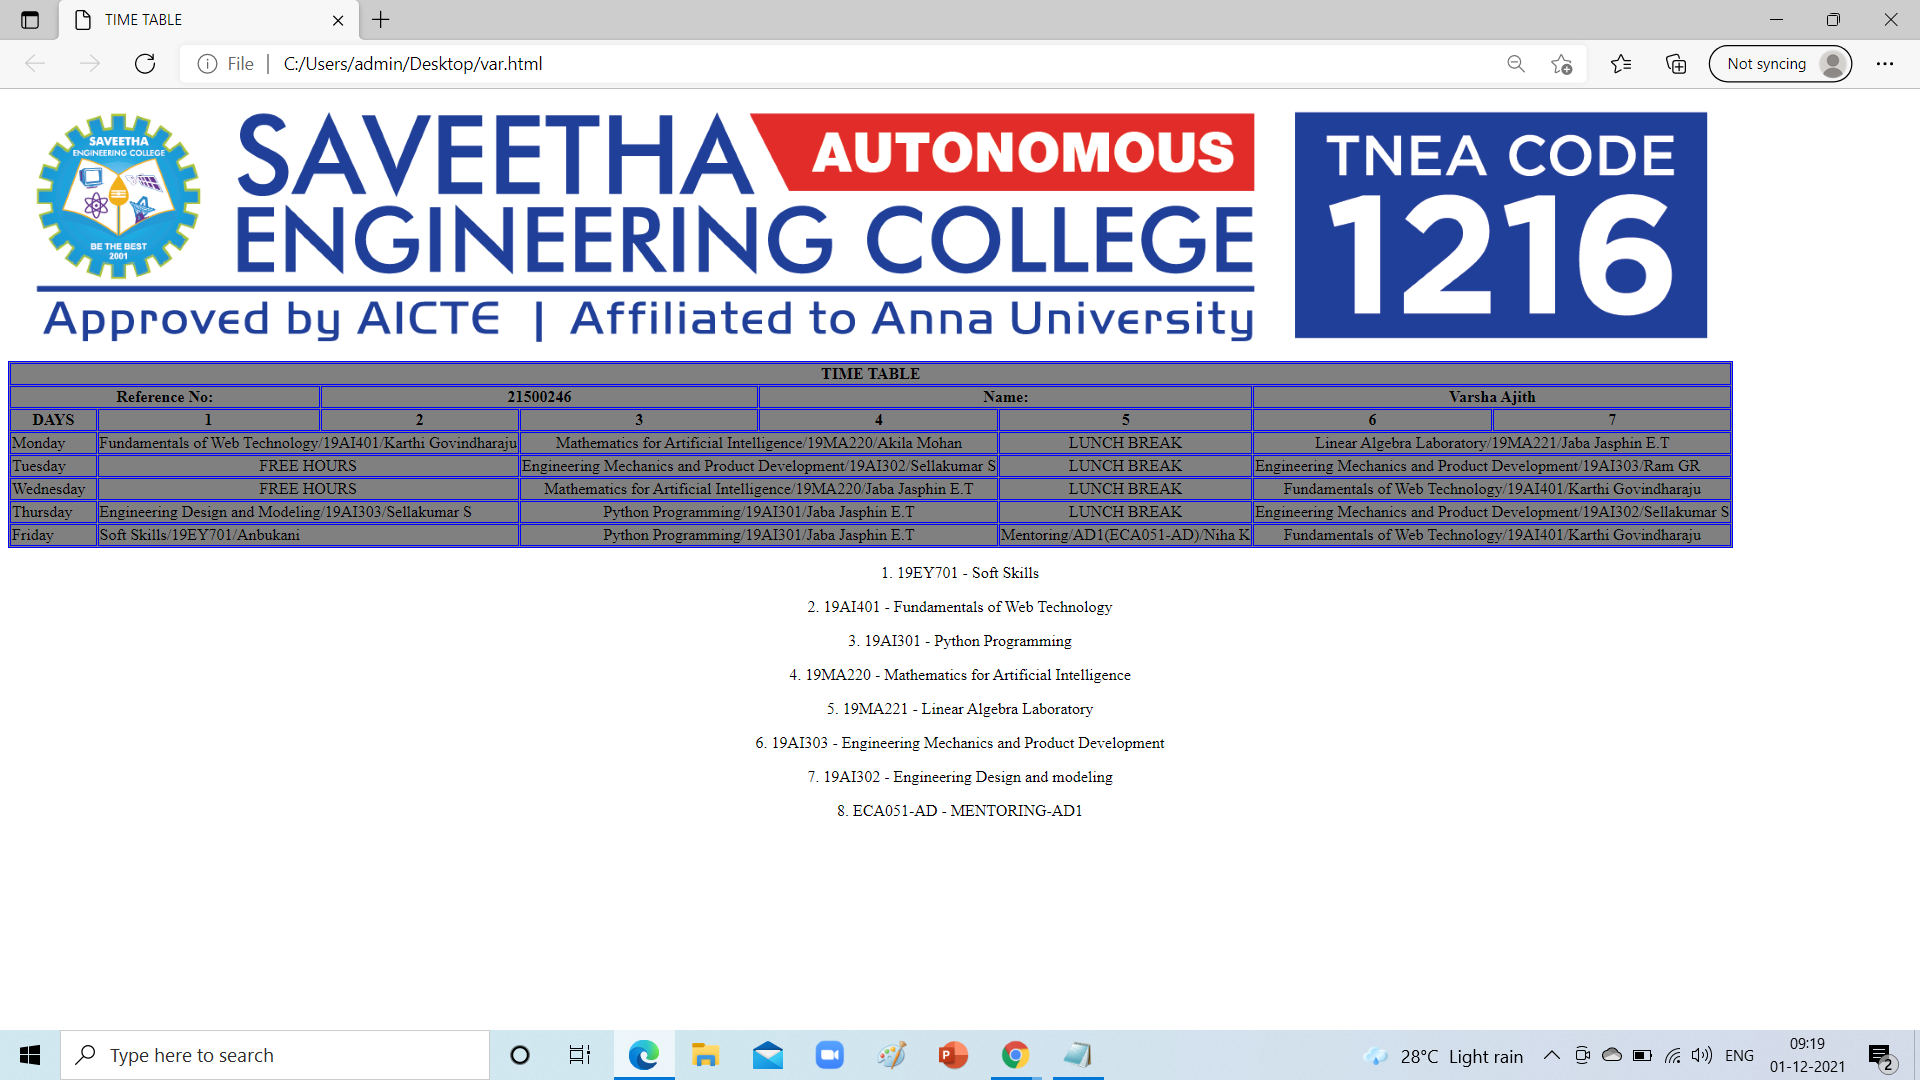 TIME TABLE
File | C:/Users/admin/Desktop/var.html
Not syncing
SAVEETHA
ENGINEERING COLLEGE
BE THE BEST
2001
SAVEETHA AUTONOMOUS
ENGINEERING COLLEGE
Approved by AICTE | Affiliated to Anna University
TNEA CODE
1216
TIME TABLE
Reference No: 21500246 Name: Varsha Ajith
DAYS 1 2 3 4 5 6 7
Monday Fundamentals of Web Technology/19AI401/Karthi Govindharaju Mathematics for Artificial Intelligence/19MA220/Akila Mohan LUNCH BREAK Linear Algebra Laboratory/19MA221/Jaba Jasphin E.T
Tuesday FREE HOURS Engineering Mechanics and Product Development/19AI302/Sellakumar S LUNCH BREAK Engineering Mechanics and Product Development/19AI303/Ram GR
Wednesday FREE HOURS Mathematics for Artificial Intelligence/19MA220/Jaba Jasphin E.T LUNCH BREAK Fundamentals of Web Technology/19AI401/Karthi Govindharaju
Thursday Engineering Design and Modeling/19AI303/Sellakumar S Python Programming/19AI301/Jaba Jasphin E.T LUNCH BREAK Engineering Mechanics and Product Development/19AI302/Sellakumar S
Friday Soft Skills/19EY701/Anbukani Python Programming/19AI301/Jaba Jasphin E.T Mentoring/AD1(ECA051-AD)/Niha K Fundamentals of Web Technology/19AI401/Karthi Govindharaju
1. 19EY701 - Soft Skills
2. 19AI401 - Fundamentals of Web Technology
3. 19AI301 - Python Programming
4. 19MA220 - Mathematics for Artificial Intelligence
5. 19MA221 - Linear Algebra Laboratory
6. 19AI303 - Engineering Mechanics and Product Development
7. 19AI302 - Engineering Design and modeling
8. ECA051-AD - MENTORING-AD1
Type here to search
P
28°C Light rain
ENG
09:19
01-12-2021
2